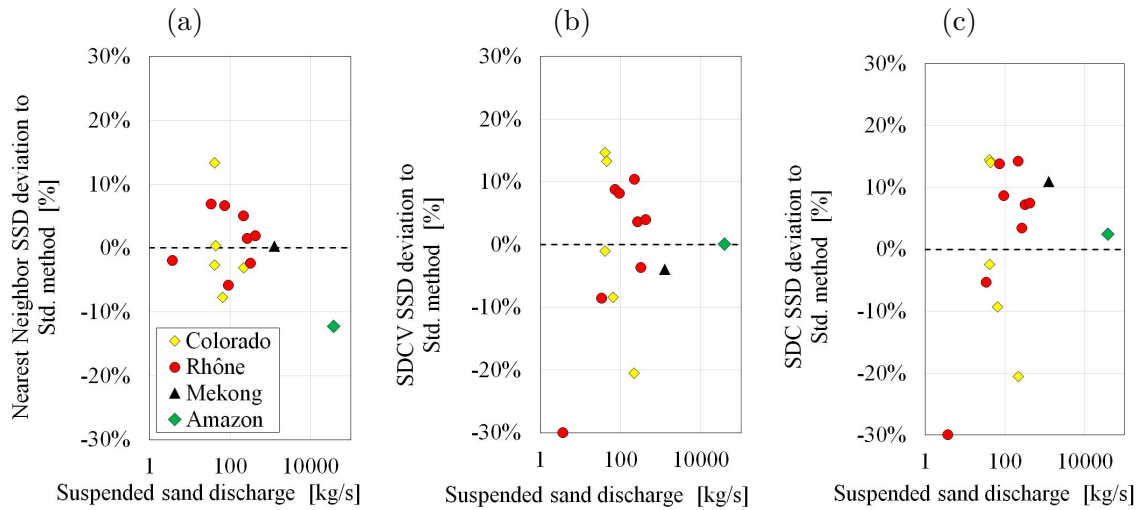 (a)
(b)
(c)
Nearest Neighbor SSD deviation to
Std. method [%]
30%
20%
10%
0%
-10%
-20%
-30%
Colorado
Rhône
Mekong
Amazon
1
100
10000
Suspended sand discharge [kg/s]
SDCV SSD deviation to
Std. method [%]
30%
20%
10%
0%
-10%
-20%
-30%
1
100
10000
Suspended sand discharge [kg/s]
SDC SSD deviation to
Std. method [%]
30%
20%
10%
0%
-10%
-20%
-30%
1
100
10000
Suspended sand discharge [kg/s]